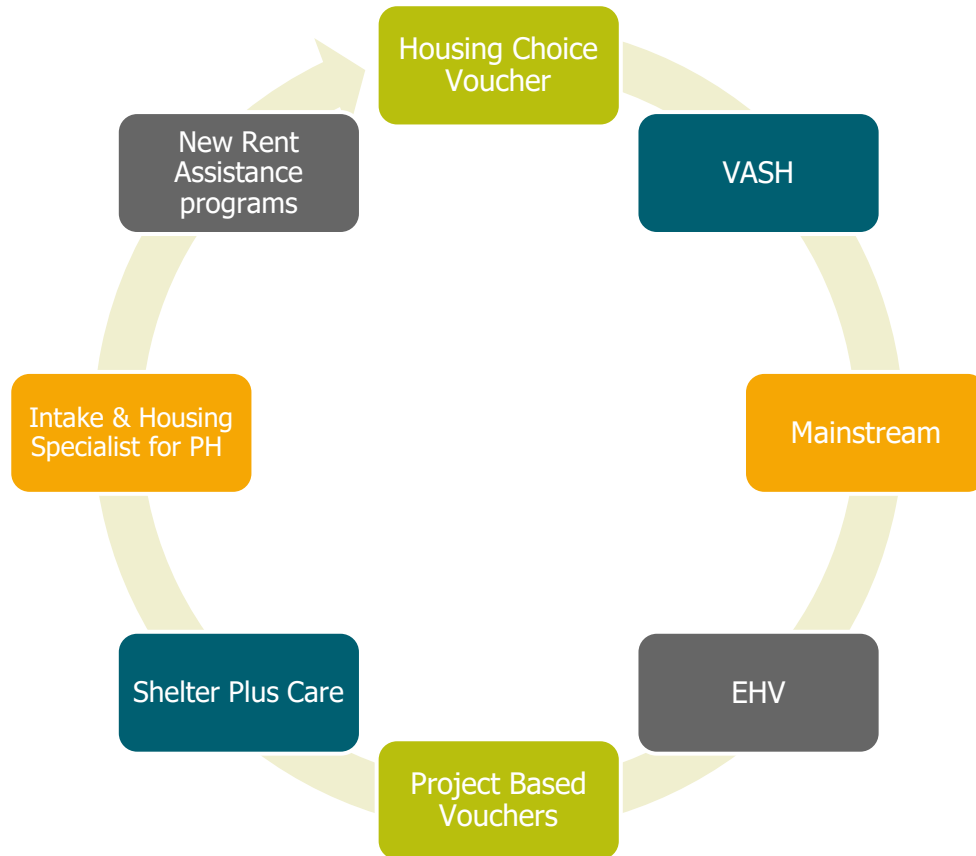 Housing Choice
Voucher
VASH
Mainstream
EHV
Project Based
Vouchers
Shelter Plus Care
Intake & Housing
Specialist for PH
New Rent
Assistance
programs